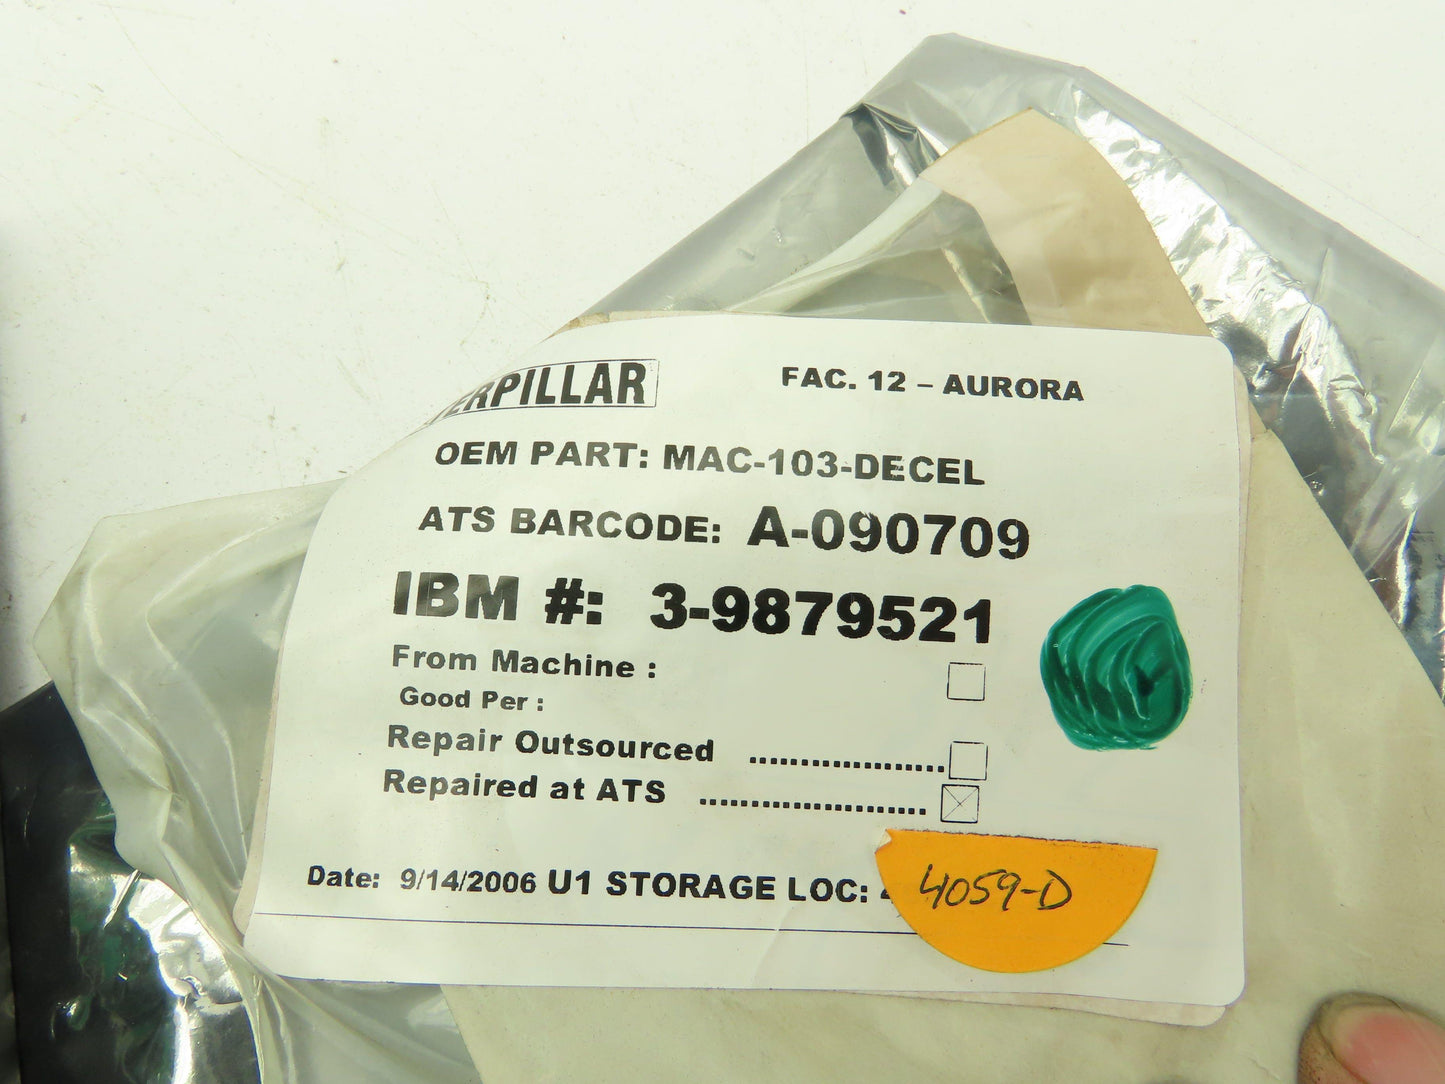 ERPILLAR
FAC. 12 – AURORA
OEM PART: MAC-103-DECEL
ATS BARCODE: A-090709
IBM #: 3-9879521
From Machine :
Good Per :
Repair Outsourced ...................
Repaired at ATS ......................
Date: 9/14/2006 U1 STORAGE LOC:
4059-D